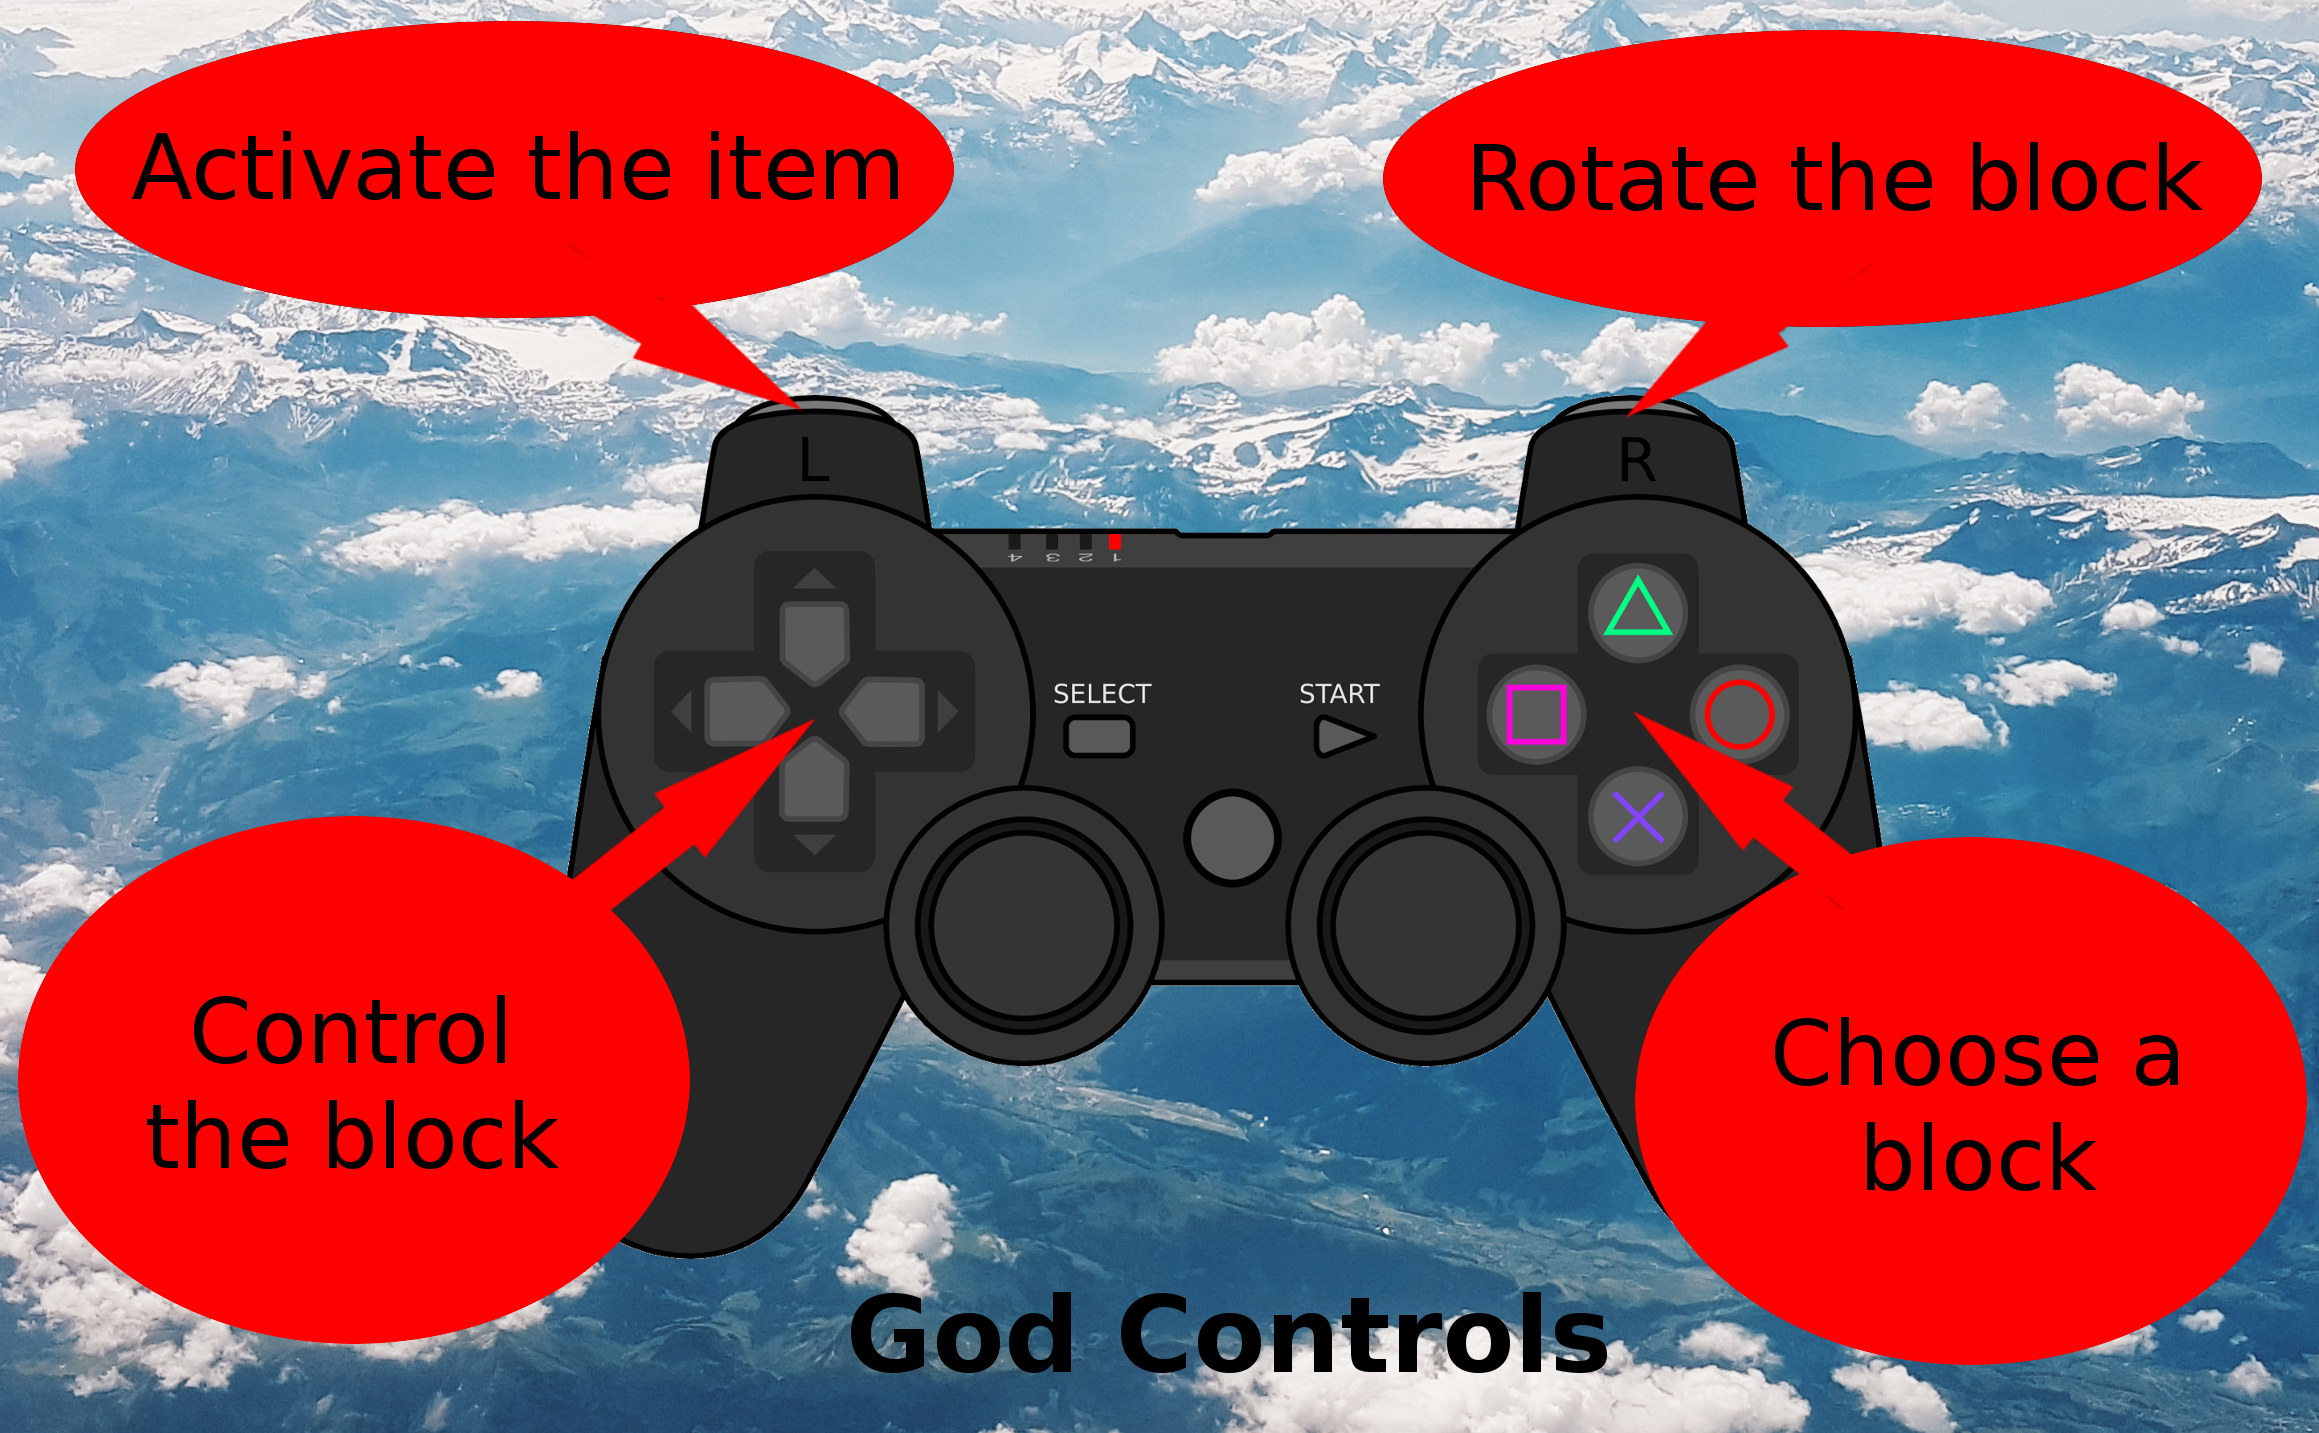 Activate the item
Rotate the block
L
R
4 3 2 1
SELECT
START
Control
the block
Choose a
block
God Controls